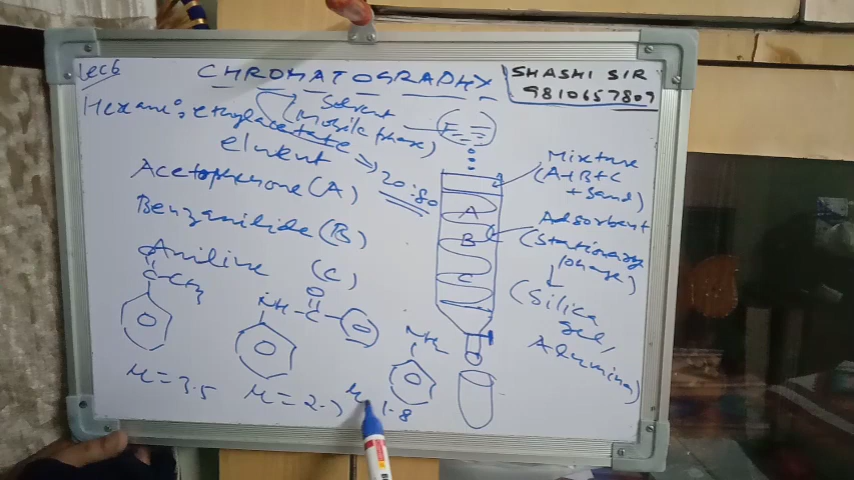 Lec6
CHROMATOGRAPHY
SHASHI SIR
9810657809
Hexane : ethylacetate
Solvent
(Mobile phase)
eluent
20:80
Acetophenone (A)
Benzanilide (B)
Aniline (C)
Mixture
(A+B+C
+ Sand)
Adsorbent
(Stationary
phase)
(Silica
Gel,
Alumina)
A
B
C
O
C-CH3
NH-C-
O
NH2
μ = 3.5
μ = 2.7
μ = 1.8